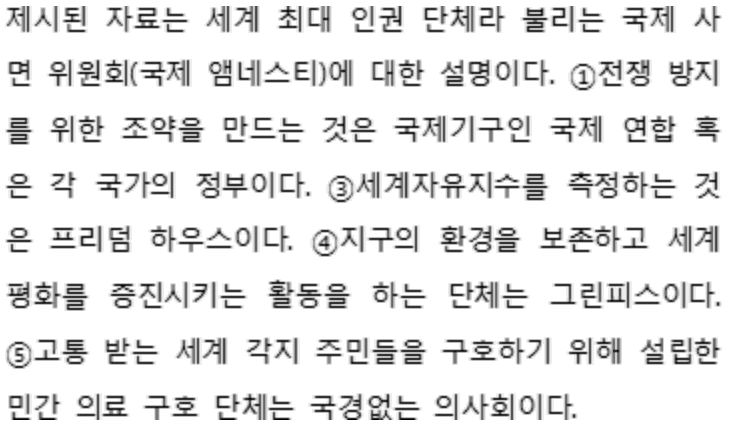 제시된 자료는 세계 최대 인권 단체라 불리는 국제 사
면 위원회(국제 앰네스티)에 대한 설명이다. ①전쟁 방지
를 위한 조약을 만드는 것은 국제기구인 국제 연합 혹
은 각 국가의 정부이다. ③세계자유지수를 측정하는 것
은 프리덤 하우스이다. ④지구의 환경을 보존하고 세계
평화를 증진시키는 활동을 하는 단체는 그린피스이다.
⑤고통 받는 세계 각지 주민들을 구호하기 위해 설립한
민간 의료 구호 단체는 국경없는 의사회이다.